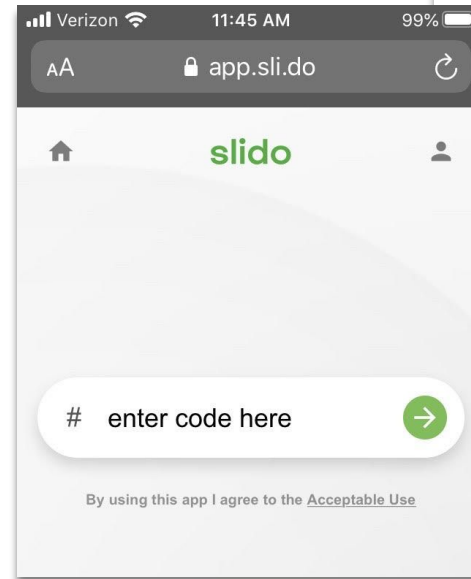 Verizon 11:45 AM 99%
AA app.sli.do
slido
# enter code here
By using this app I agree to the Acceptable Use